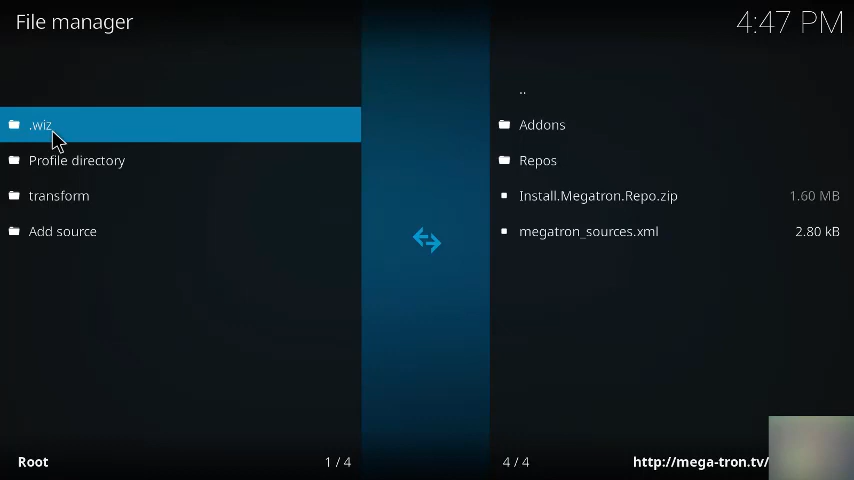 File manager
4:47 PM
.wiz
Profile directory
transform
Add source
..
Addons
Repos
Install.Megatron.Repo.zip 1.60 MB
megatron_sources.xml 2.80 kB
Root 1 / 4
4 / 4 http://mega-tron.tv/